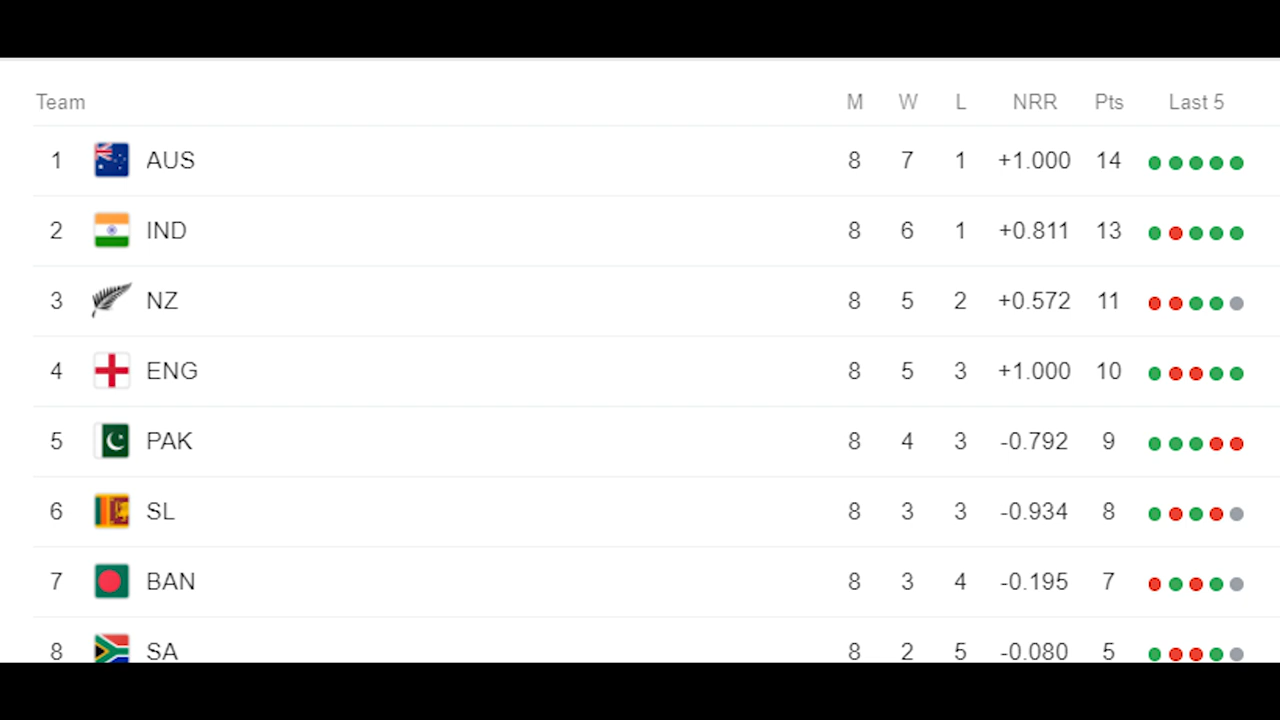 Team M W L NRR Pts Last 5
1 AUS 8 7 1 +1.000 14
2 IND 8 6 1 +0.811 13
3 NZ 8 5 2 +0.572 11
4 ENG 8 5 3 +1.000 10
5 PAK 8 4 3 -0.792 9
6 SL 8 3 3 -0.934 8
7 BAN 8 3 4 -0.195 7
8 SA 8 2 5 -0.080 5